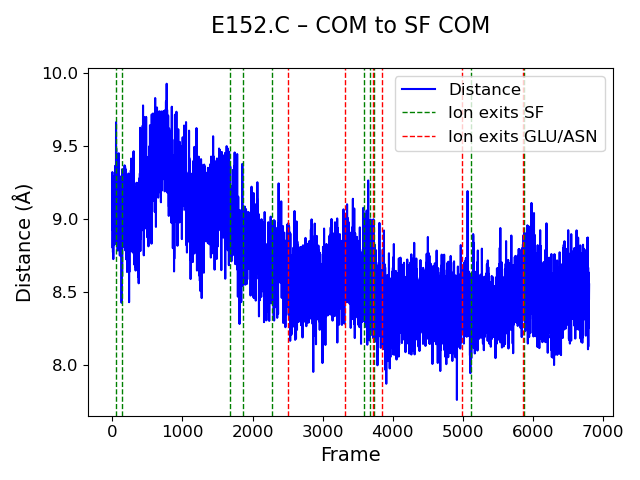 E152.C – COM to SF COM
Distance
Ion exits SF
Ion exits GLU/ASN
Distance (Å)
10.0
9.5
9.0
8.5
8.0
0 1000 2000 3000 4000 5000 6000 7000
Frame